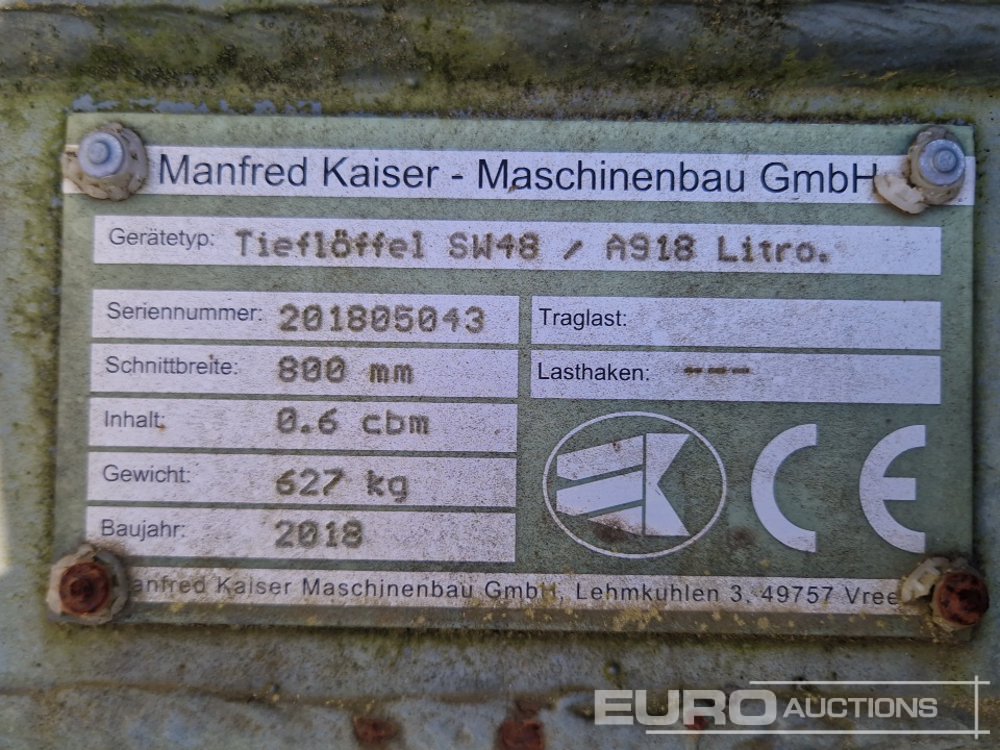 Manfred Kaiser - Maschinenbau GmbH
Gerätetyp: Tieflöffel SW48 / A918 Litro.
Seriennummer: 201805043
Traglast:
Schnittbreite: 800 mm
Lasthaken: ---
Inhalt: 0.6 cbm
Gewicht: 627 kg
Baujahr: 2018
CE
Manfred Kaiser Maschinenbau GmbH, Lehmkuhlen 3, 49757 Vree
EURO AUCTIONS